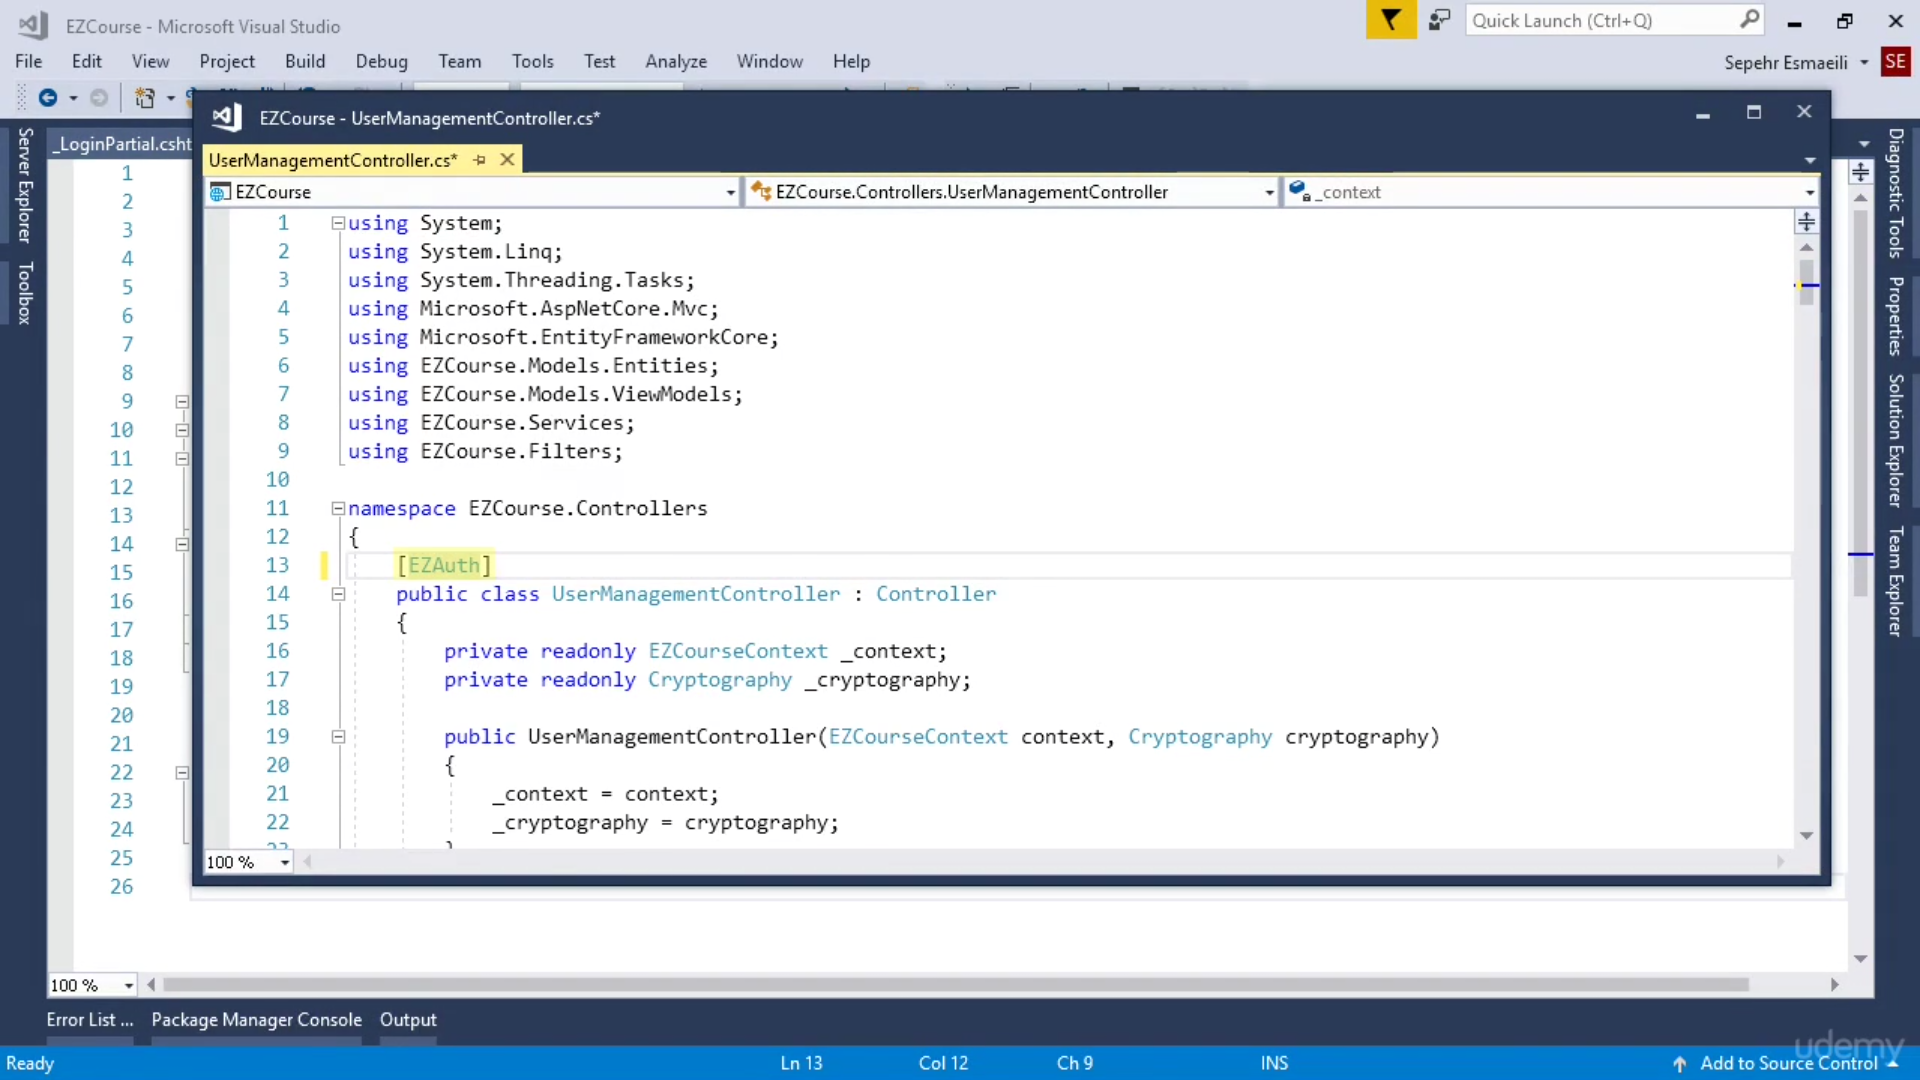 EZCourse - Microsoft Visual Studio
Quick Launch (Ctrl+Q)
File Edit View Project Build Debug Team Tools Test Analyze Window Help
Sepehr Esmaeili SE
EZCourse - UserManagementController.cs*
_LoginPartial.csht
UserManagementController.cs*
EZCourse
EZCourse.Controllers.UserManagementController
_context
Server Explorer
Toolbox
Diagnostic Tools
Properties
Solution Explorer
Team Explorer
1
2
3
4
5
6
7
8
9
10
11
12
13
14
15
16
17
18
19
20
21
22
23
24
25
26
1 using System;
2 using System.Linq;
3 using System.Threading.Tasks;
4 using Microsoft.AspNetCore.Mvc;
5 using Microsoft.EntityFrameworkCore;
6 using EZCourse.Models.Entities;
7 using EZCourse.Models.ViewModels;
8 using EZCourse.Services;
9 using EZCourse.Filters;
10
11 namespace EZCourse.Controllers
12 {
13 [EZAuth]
14 public class UserManagementController : Controller
15 {
16 private readonly EZCourseContext _context;
17 private readonly Cryptography _cryptography;
18
19 public UserManagementController(EZCourseContext context, Cryptography cryptography)
20 {
21 _context = context;
22 _cryptography = cryptography;
100 %
100 %
Error List ... Package Manager Console Output
Ready Ln 13 Col 12 Ch 9 INS Add to Source Control
udemy